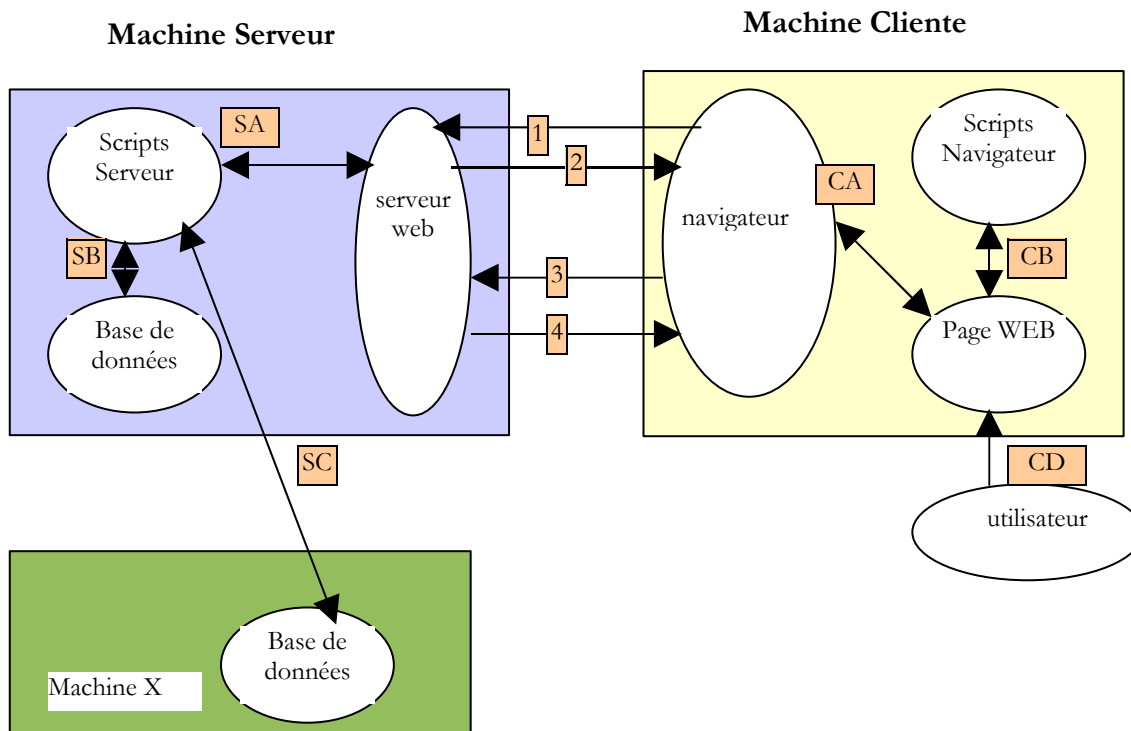 Machine Serveur
Machine Cliente
SA
Scripts
Serveur
serveur
web
SB
Base de
données
1
2
3
4
navigateur
CA
Scripts
Navigateur
CB
Page WEB
SC
CD
utilisateur
Base de
données
Machine X